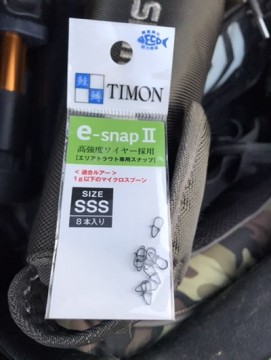 TIMON
e-snap II
高強度ワイヤー採用
[エリアトラウト専用スナップ]
＜適合ルアー＞
1g以下のマイクロスプーン
SIZE
SSS
8本入り